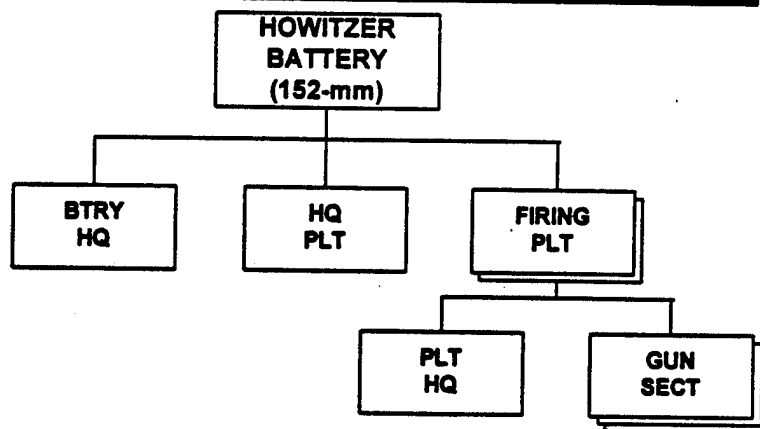 HOWITZER
BATTERY
(152-mm)
BTRY
HQ
HQ
PLT
FIRING
PLT
PLT
HQ
GUN
SECT